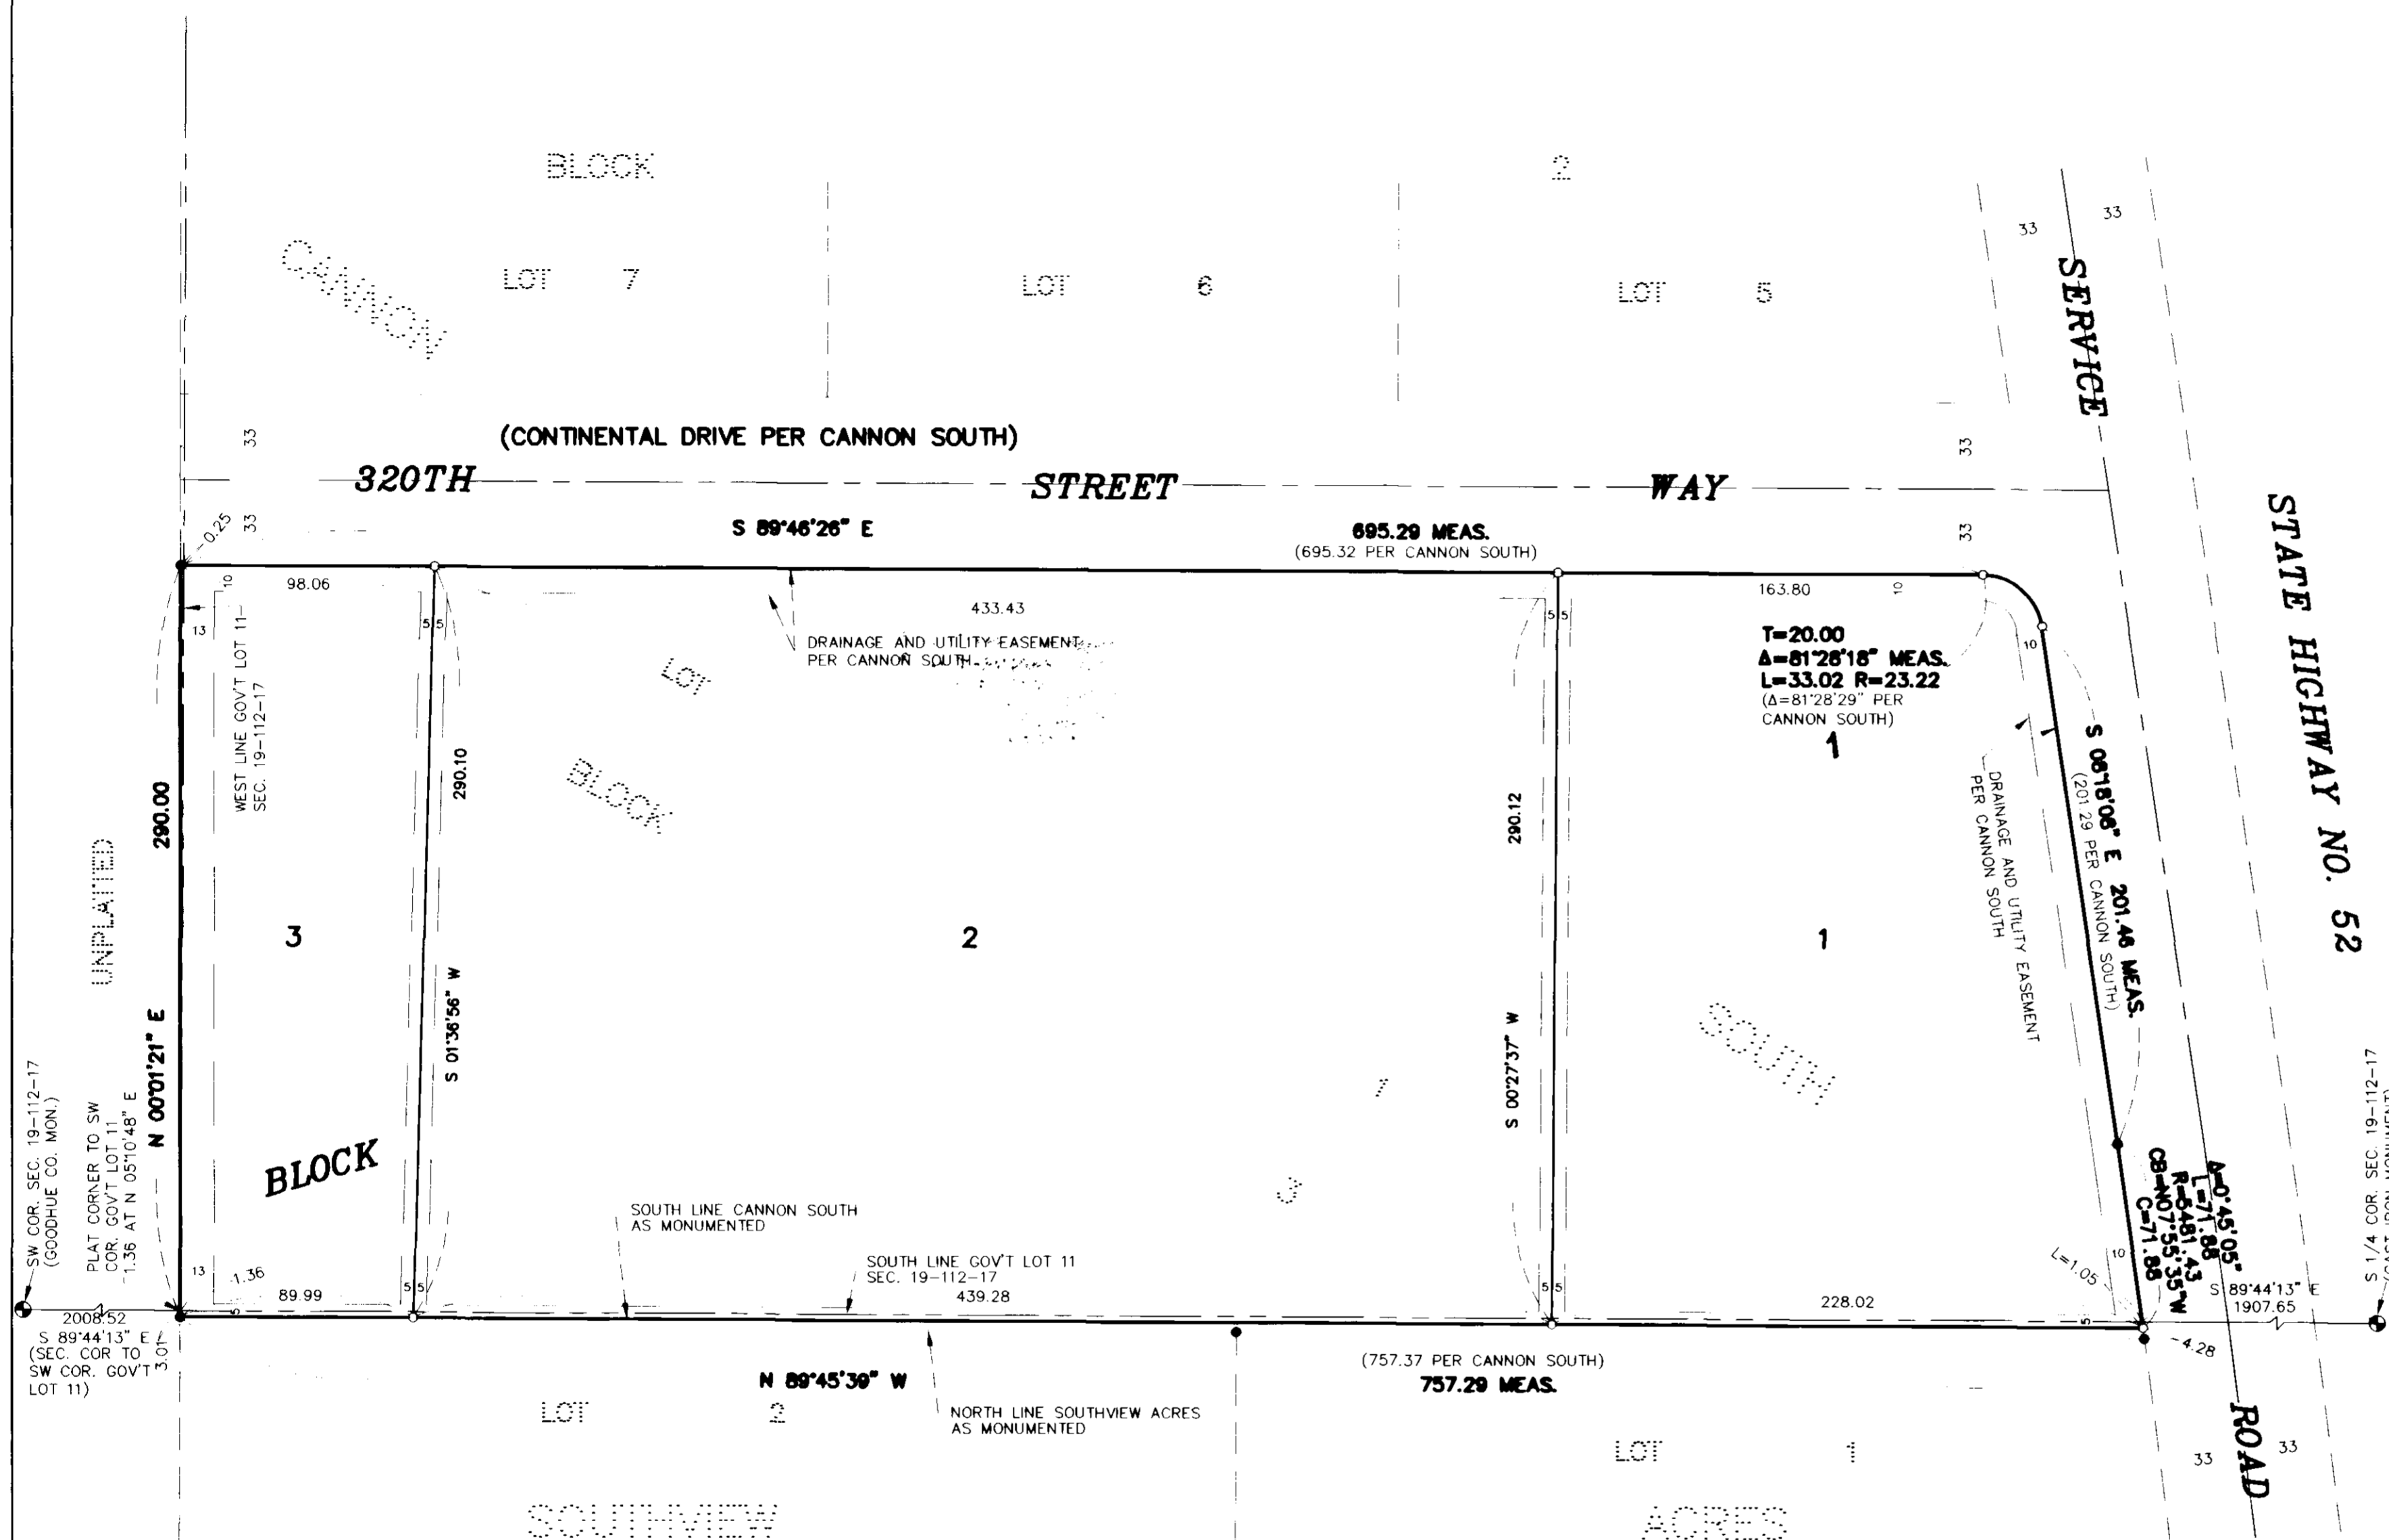 BLOCK 2
CANNON
LOT 7
LOT 6
LOT 5
33
33
SERVICE
33
(CONTINENTAL DRIVE PER CANNON SOUTH)
33
320TH STREET WAY
STATE HIGHWAY NO. 52
0.25
33
S 89°46'26" E
695.29 MEAS.
(695.32 PER CANNON SOUTH)
33
10
98.06
433.43
163.80
10
13
5 5
5 5
DRAINAGE AND UTILITY EASEMENT
PER CANNON SOUTH
T=20.00
Δ=81°28'18" MEAS.
L=33.02 R=23.22
(Δ=81°28'29" PER
CANNON SOUTH)
10
WEST LINE GOV'T LOT 11
SEC. 19-112-17
LOT
1
290.00
290.10
BLOCK
290.12
S 08°18'08" E 201.46 MEAS.
(201.29 PER CANNON SOUTH)
DRAINAGE AND UTILITY EASEMENT
PER CANNON SOUTH
UNPLATTED
3
2
1
N 00°01'21" E
S 01°36'56" W
S 00°27'37" W
SOUTH
SW COR. SEC. 19-112-17
(GOODHUE CO. MON.)
PLAT CORNER TO SW
COR. GOV'T LOT 11
1.36 AT N 05°10'48" E
1
3
BLOCK
SOUTH LINE CANNON SOUTH
AS MONUMENTED
SOUTH LINE GOV'T LOT 11
SEC. 19-112-17
Δ=0°45'05"
L=71.88
R=5481.43
CB=N07°55'35"W
C=71.88
S 1/4 COR. SEC. 19-112-17
(CAST IRON MONUMENT)
13
1.36
89.99
5
5 5
439.28
5 5
228.02
5
10
L=1.05
S 89°44'13" E
1907.65
2008.52
S 89°44'13" E
(SEC. COR TO
SW COR. GOV'T
LOT 11)
3.01
4.28
N 89°45'39" W
(757.37 PER CANNON SOUTH)
757.29 MEAS.
NORTH LINE SOUTHVIEW ACRES
AS MONUMENTED
LOT 2
LOT 1
33
33
ROAD
SOUTHVIEW ACRES